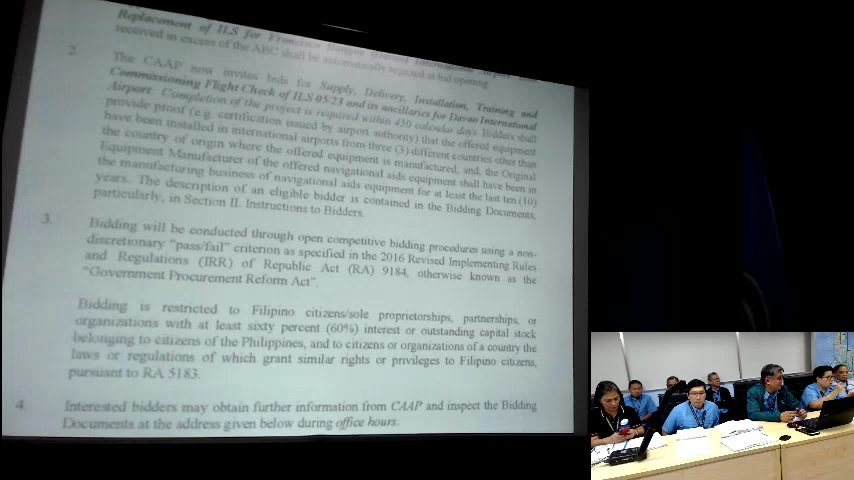 Replacement of ILS for Francisco Bangoy (Davao) International Airport
received in excess of the ABC shall be automatically rejected at bid opening.
2. The CAAP now invites bids for Supply, Delivery, Installation, Training and
Commissioning Flight Check of ILS 05/23 and its ancillaries for Davao International
Airport. Completion of the project is required within 450 calendar days. Bidders shall
provide proof (e.g. certification issued by airport authority) that the offered equipment
have been installed in international airports from three (3) different countries other than
the country of origin where the offered equipment is manufactured, and, the Original
Equipment Manufacturer of the offered navigational aids equipment shall have been in
the manufacturing business of navigational aids equipment for at least the last ten (10)
years. The description of an eligible bidder is contained in the Bidding Documents,
particularly, in Section II. Instructions to Bidders.
3. Bidding will be conducted through open competitive bidding procedures using a non-
discretionary "pass/fail" criterion as specified in the 2016 Revised Implementing Rules
and Regulations (IRR) of Republic Act (RA) 9184, otherwise known as the
"Government Procurement Reform Act".
Bidding is restricted to Filipino citizens/sole proprietorships, partnerships, or
organizations with at least sixty percent (60%) interest or outstanding capital stock
belonging to citizens of the Philippines, and to citizens or organizations of a country the
laws or regulations of which grant similar rights or privileges to Filipino citizens,
pursuant to RA 5183.
4. Interested bidders may obtain further information from CAAP and inspect the Bidding
Documents at the address given below during office hours.